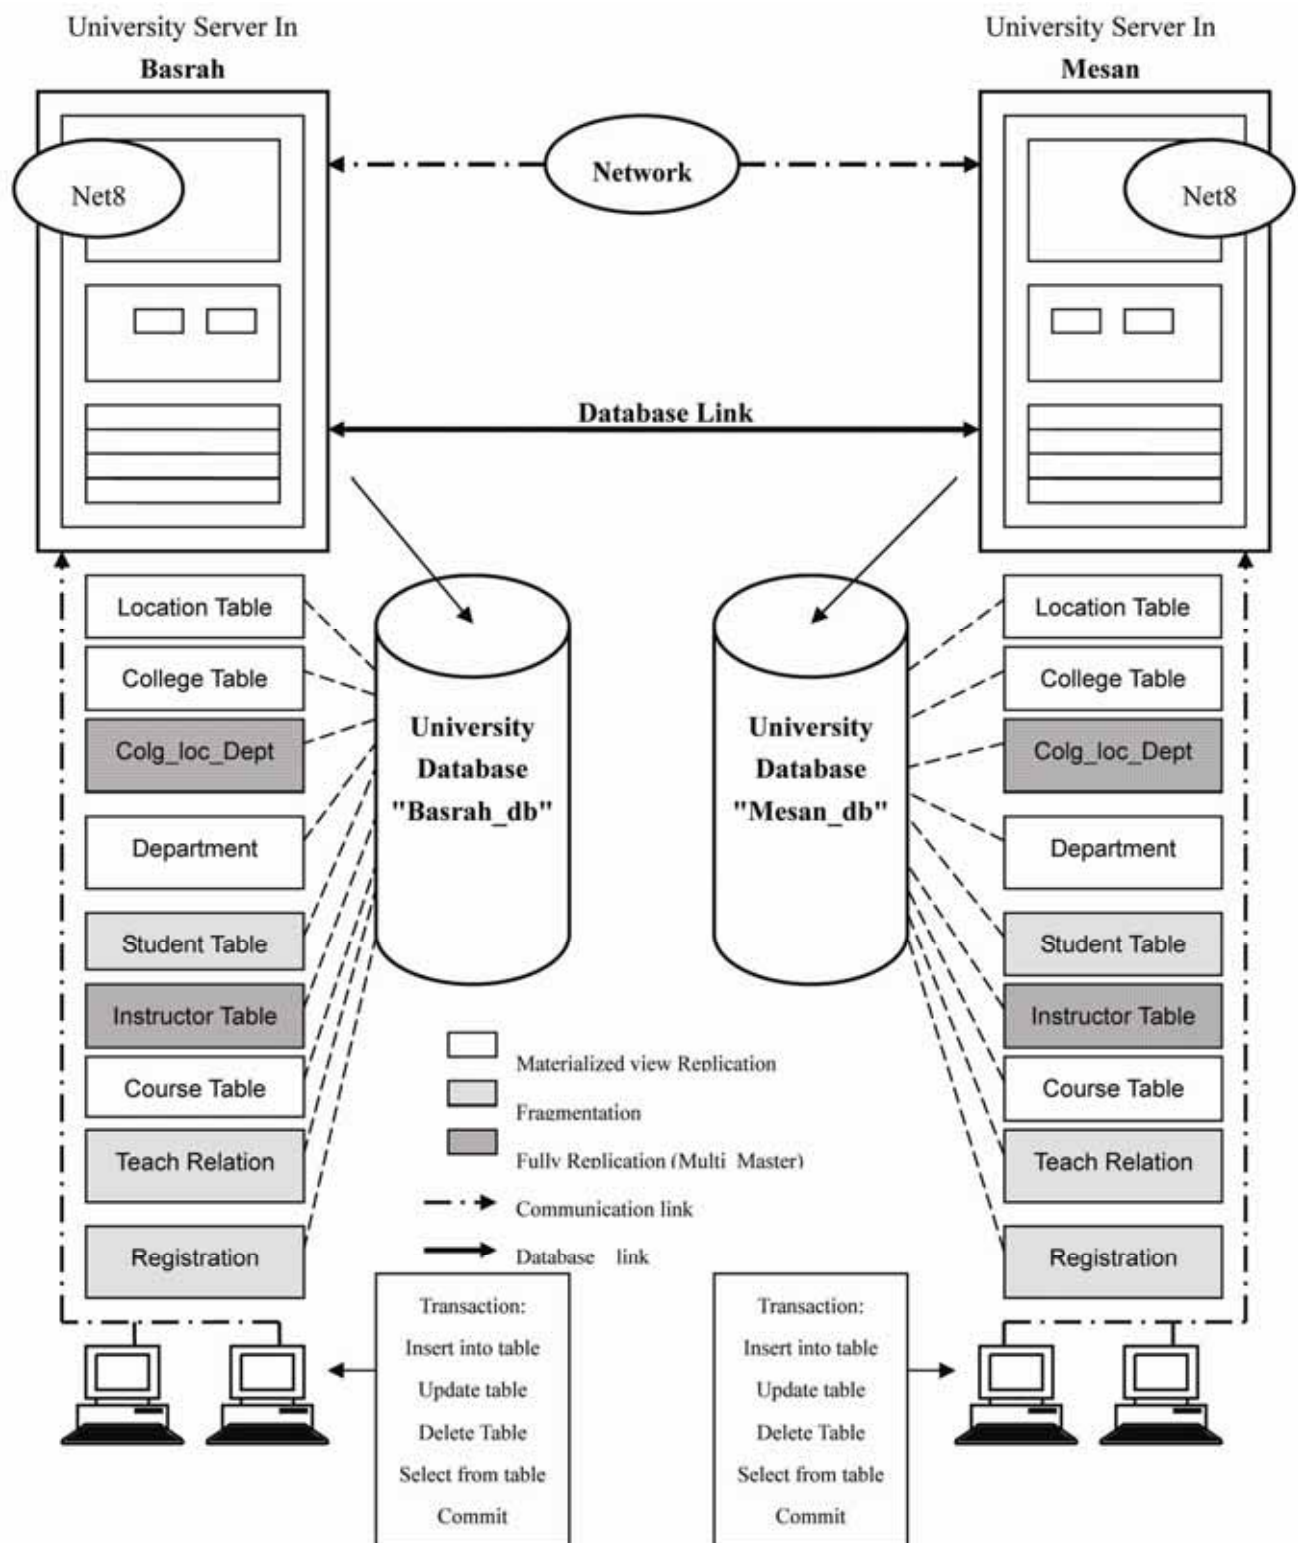 University Server In
Basrah
University Server In
Mesan
Net8
Network
Net8
Database Link
Location Table
College Table
Colg_loc_Dept
Department
Student Table
Instructor Table
Course Table
Teach Relation
Registration
University
Database
"Basrah_db"
University
Database
"Mesan_db"
Location Table
College Table
Colg_loc_Dept
Department
Student Table
Instructor Table
Course Table
Teach Relation
Registration
Materialized view Replication
Fragmentation
Fully Replication (Multi_Master)
Communication link
Database link
Transaction:
Insert into table
Update table
Delete Table
Select from table
Commit
Transaction:
Insert into table
Update table
Delete Table
Select from table
Commit